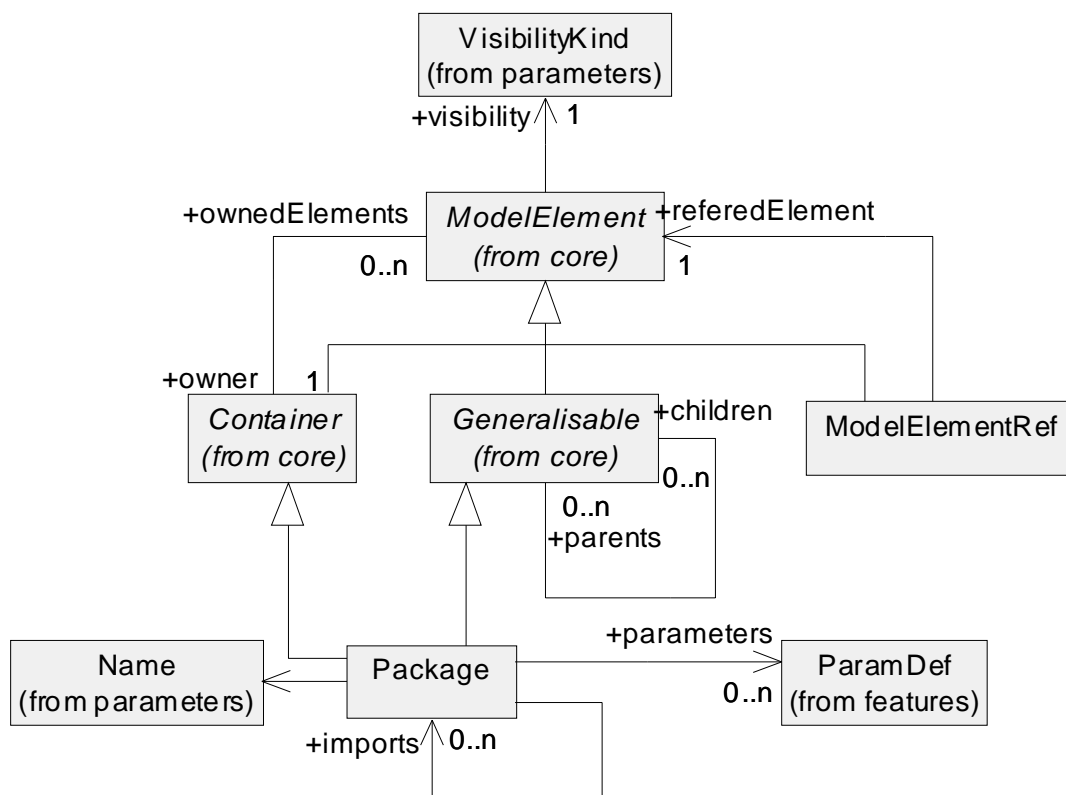 VisibilityKind
(from parameters)
+visibility
1
+ownedElements
0..n
ModelElement
(from core)
+referedElement
1
+owner
1
Container
(from core)
Generalisable
(from core)
+children
0..n
0..n
+parents
ModelElementRef
Name
(from parameters)
Package
+parameters
0..n
ParamDef
(from features)
+imports
0..n